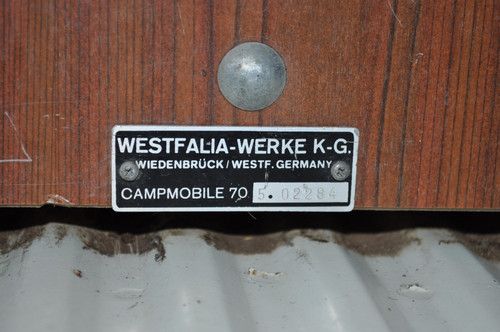 WESTFALIA-WERKE K-G.
WIEDENBRÜCK/WESTF. GERMANY
CAMPMOBILE 70 5. 02284